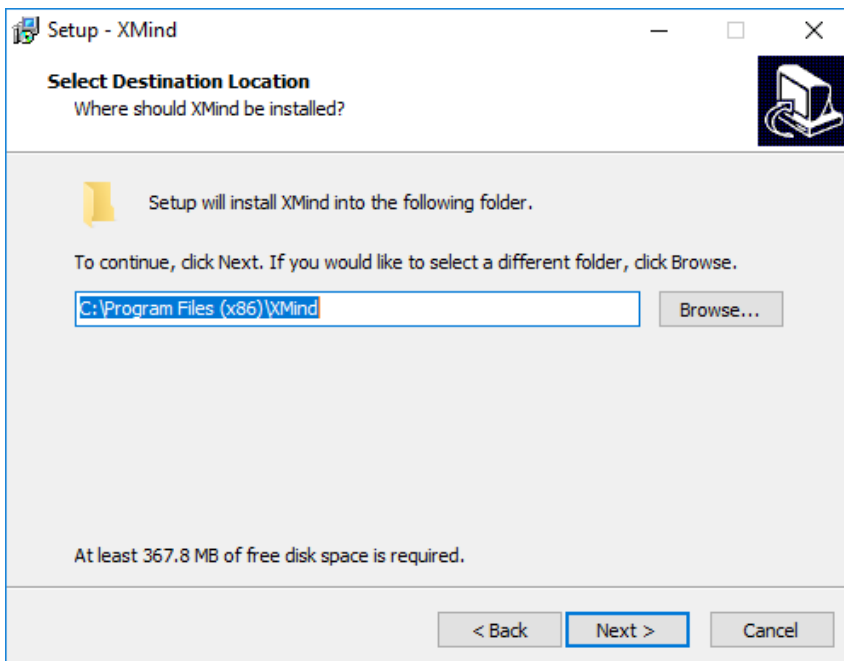 Setup - XMind
Select Destination Location
Where should XMind be installed?
Setup will install XMind into the following folder.
To continue, click Next. If you would like to select a different folder, click Browse.
C:\Program Files (x86)\XMind
Browse...
At least 367.8 MB of free disk space is required.
< Back
Next >
Cancel